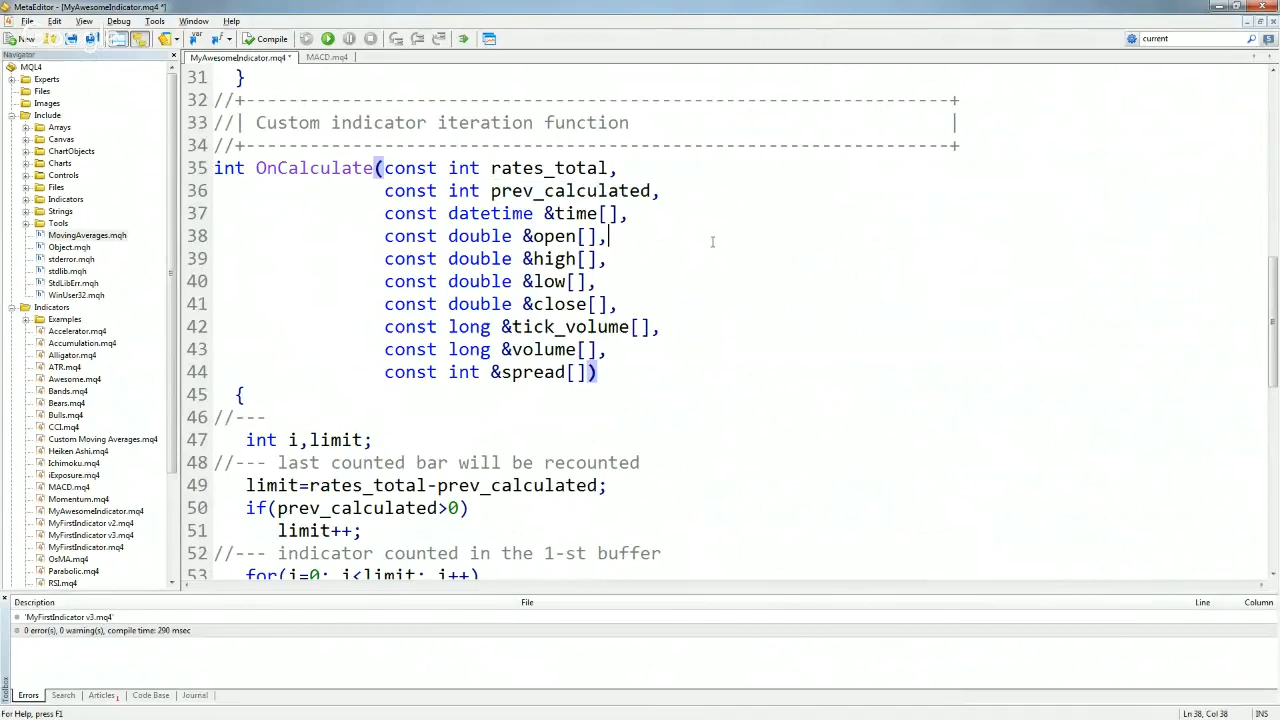 MetaEditor - [MyAwesomeIndicator.mq4 *]
File Edit View Debug Tools Window Help
New Compile current
Navigator
MyAwesomeIndicator.mq4 * MACD.mq4
MQL4
Experts
Files
Images
Include
Arrays
Canvas
ChartObjects
Charts
Controls
Files
Indicators
Strings
Tools
MovingAverages.mqh
Object.mqh
stderror.mqh
stdlib.mqh
StdLibErr.mqh
WinUser32.mqh
Indicators
Examples
Accelerator.mq4
Accumulation.mq4
Alligator.mq4
ATR.mq4
Awesome.mq4
Bands.mq4
Bears.mq4
Bulls.mq4
CCI.mq4
Custom Moving Averages.mq4
Heiken Ashi.mq4
Ichimoku.mq4
iExposure.mq4
MACD.mq4
Momentum.mq4
MyAwesomeIndicator.mq4
MyFirstIndicator v2.mq4
MyFirstIndicator v3.mq4
MyFirstIndicator.mq4
OsMA.mq4
Parabolic.mq4
RSI.mq4
31   }
32 //+------------------------------------------------------------------+
33 //| Custom indicator iteration function                              |
34 //+------------------------------------------------------------------+
35 int OnCalculate(const int rates_total,
36                 const int prev_calculated,
37                 const datetime &time[],
38                 const double &open[],
39                 const double &high[],
40                 const double &low[],
41                 const double &close[],
42                 const long &tick_volume[],
43                 const long &volume[],
44                 const int &spread[])
45   {
46 //---
47    int i,limit;
48 //--- last counted bar will be recounted
49    limit=rates_total-prev_calculated;
50    if(prev_calculated>0)
51       limit++;
52 //--- indicator counted in the 1-st buffer
53    for(i=0; i<limit; i++)
Description File Line Column
'MyFirstIndicator v3.mq4'
0 error(s), 0 warning(s), compile time: 290 msec
Toolbox
Errors Search Articles 1 Code Base Journal
For Help, press F1 Ln 38, Col 38 INS